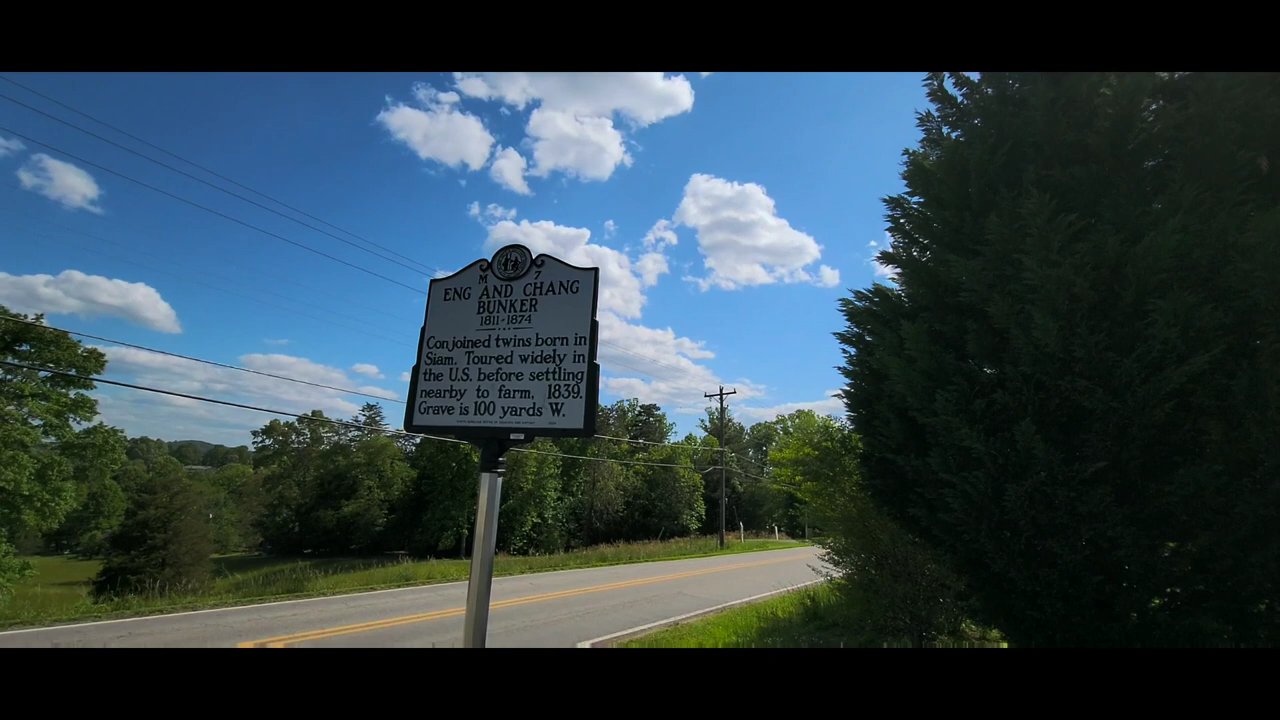 M 7
ENG AND CHANG
BUNKER
1811-1874
Conjoined twins born in
Siam. Toured widely in
the U.S. before settling
nearby to farm, 1839.
Grave is 100 yards W.